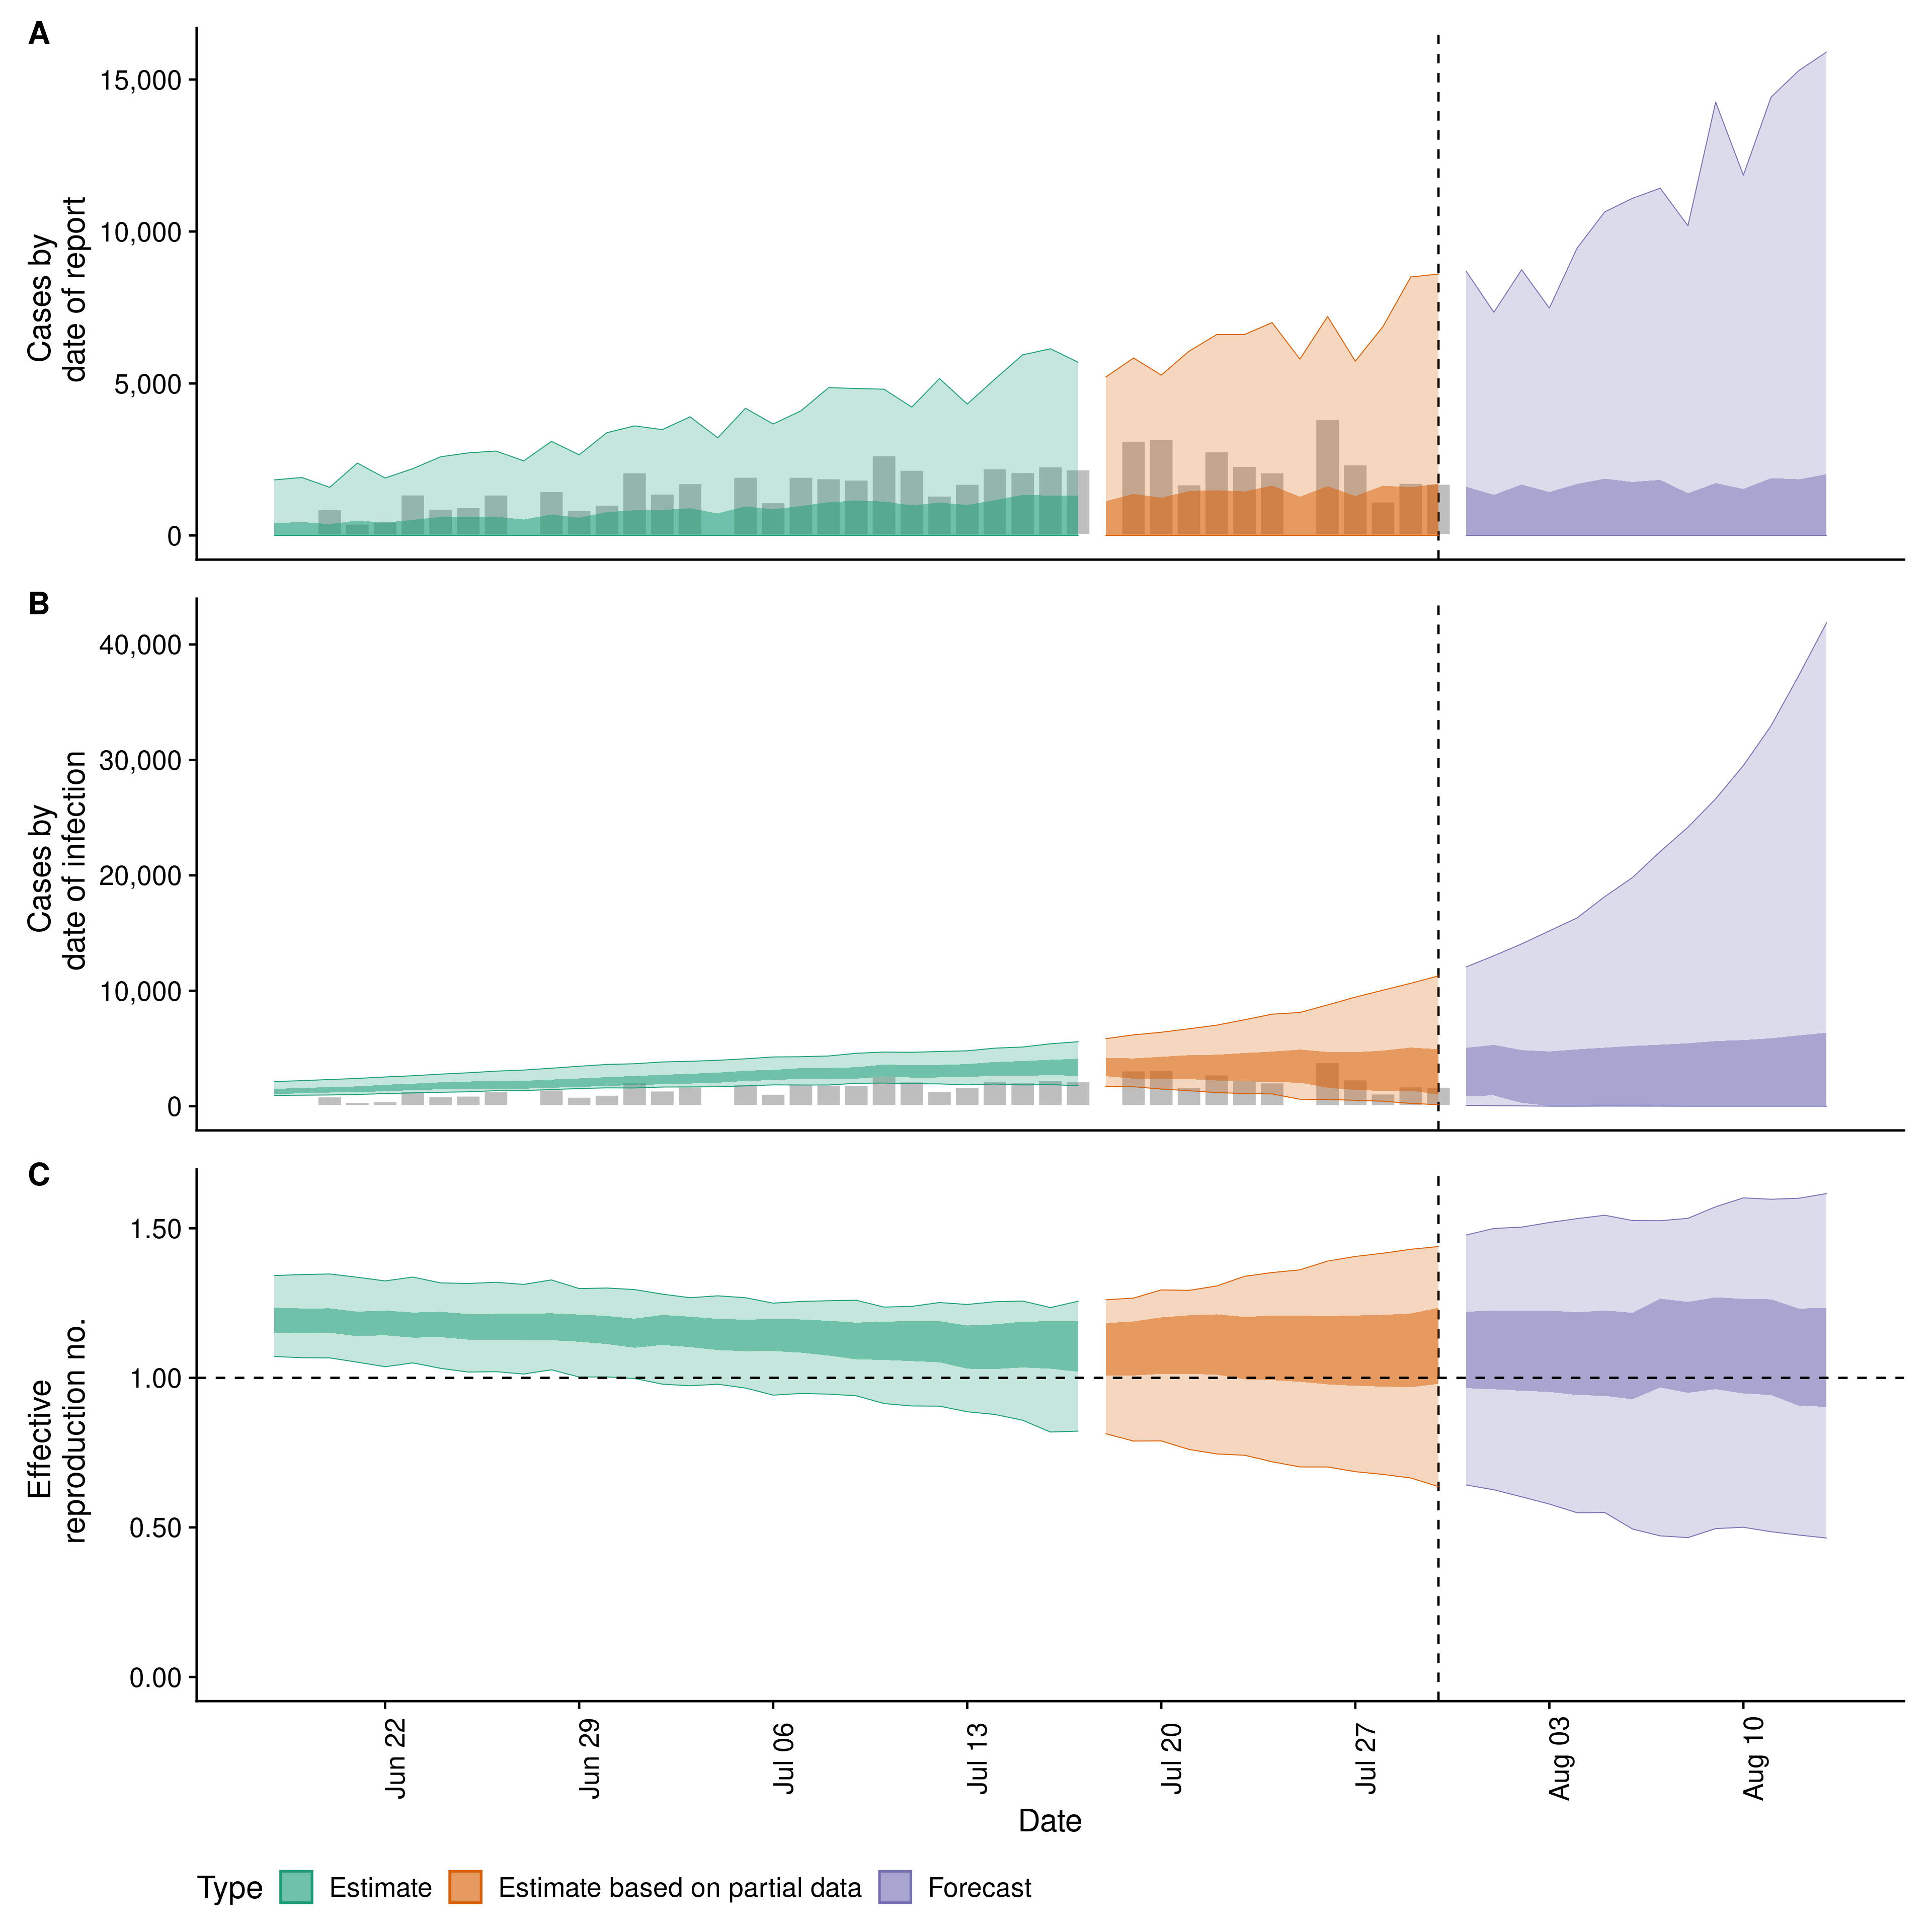 A
Cases by
date of report
15,000
10,000
5,000
0
B
Cases by
date of infection
40,000
30,000
20,000
10,000
0
C
Effective
reproduction no.
1.50
1.00
0.50
0.00
Jun 22
Jun 29
Jul 06
Jul 13
Jul 20
Jul 27
Aug 03
Aug 10
Date
Type Estimate Estimate based on partial data Forecast